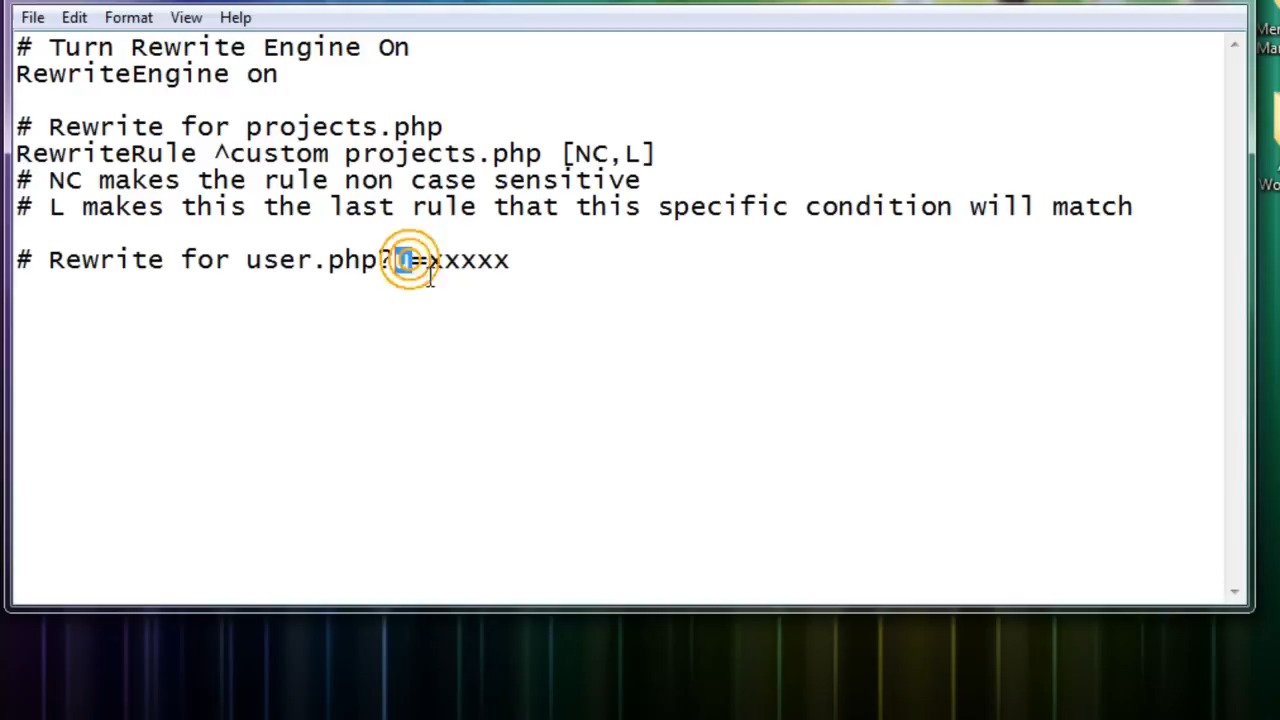 File Edit Format View Help
# Turn Rewrite Engine On
RewriteEngine on
# Rewrite for projects.php
RewriteRule ^custom projects.php [NC,L]
# NC makes the rule non case sensitive
# L makes this the last rule that this specific condition will match
# Rewrite for user.php?u=xxxxx